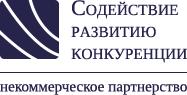 Содействие
развитию
конкуренции
некоммерческое партнерство